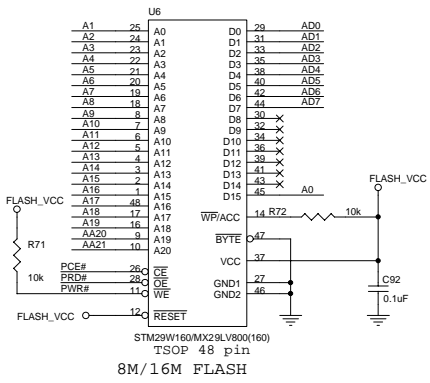 U6
A1 25 A0 D0 29 AD0
A2 24 A1 D1 31 AD1
A3 23 A2 D2 33 AD2
A4 22 A3 D3 35 AD3
A5 21 A4 D4 38 AD4
A6 20 A5 D5 40 AD5
A7 19 A6 D6 42 AD6
A8 18 A7 D7 44 AD7
A9 8 A8 D8 30
A10 7 A9 D9 32
A11 6 A10 D10 34
A12 5 A11 D11 36
A13 4 A12 D12 39
A14 3 A13 D13 41
A15 2 A14 D14 43
A16 1 A15 D15 45 A0
A17 48 A16
A18 17 A17 WP/ACC 14 R72 10k FLASH_VCC
A19 16 A18
AA20 9 A19 BYTE 47
AA21 10 A20
FLASH_VCC
R71
10k
VCC 37
PCE# 26 CE
PRD# 28 OE GND1 27
PWR# 11 WE GND2 46
C92
0.1uF
FLASH_VCC 12 RESET
STM29W160/MX29LV800(160)
TSOP 48 pin
8M/16M FLASH